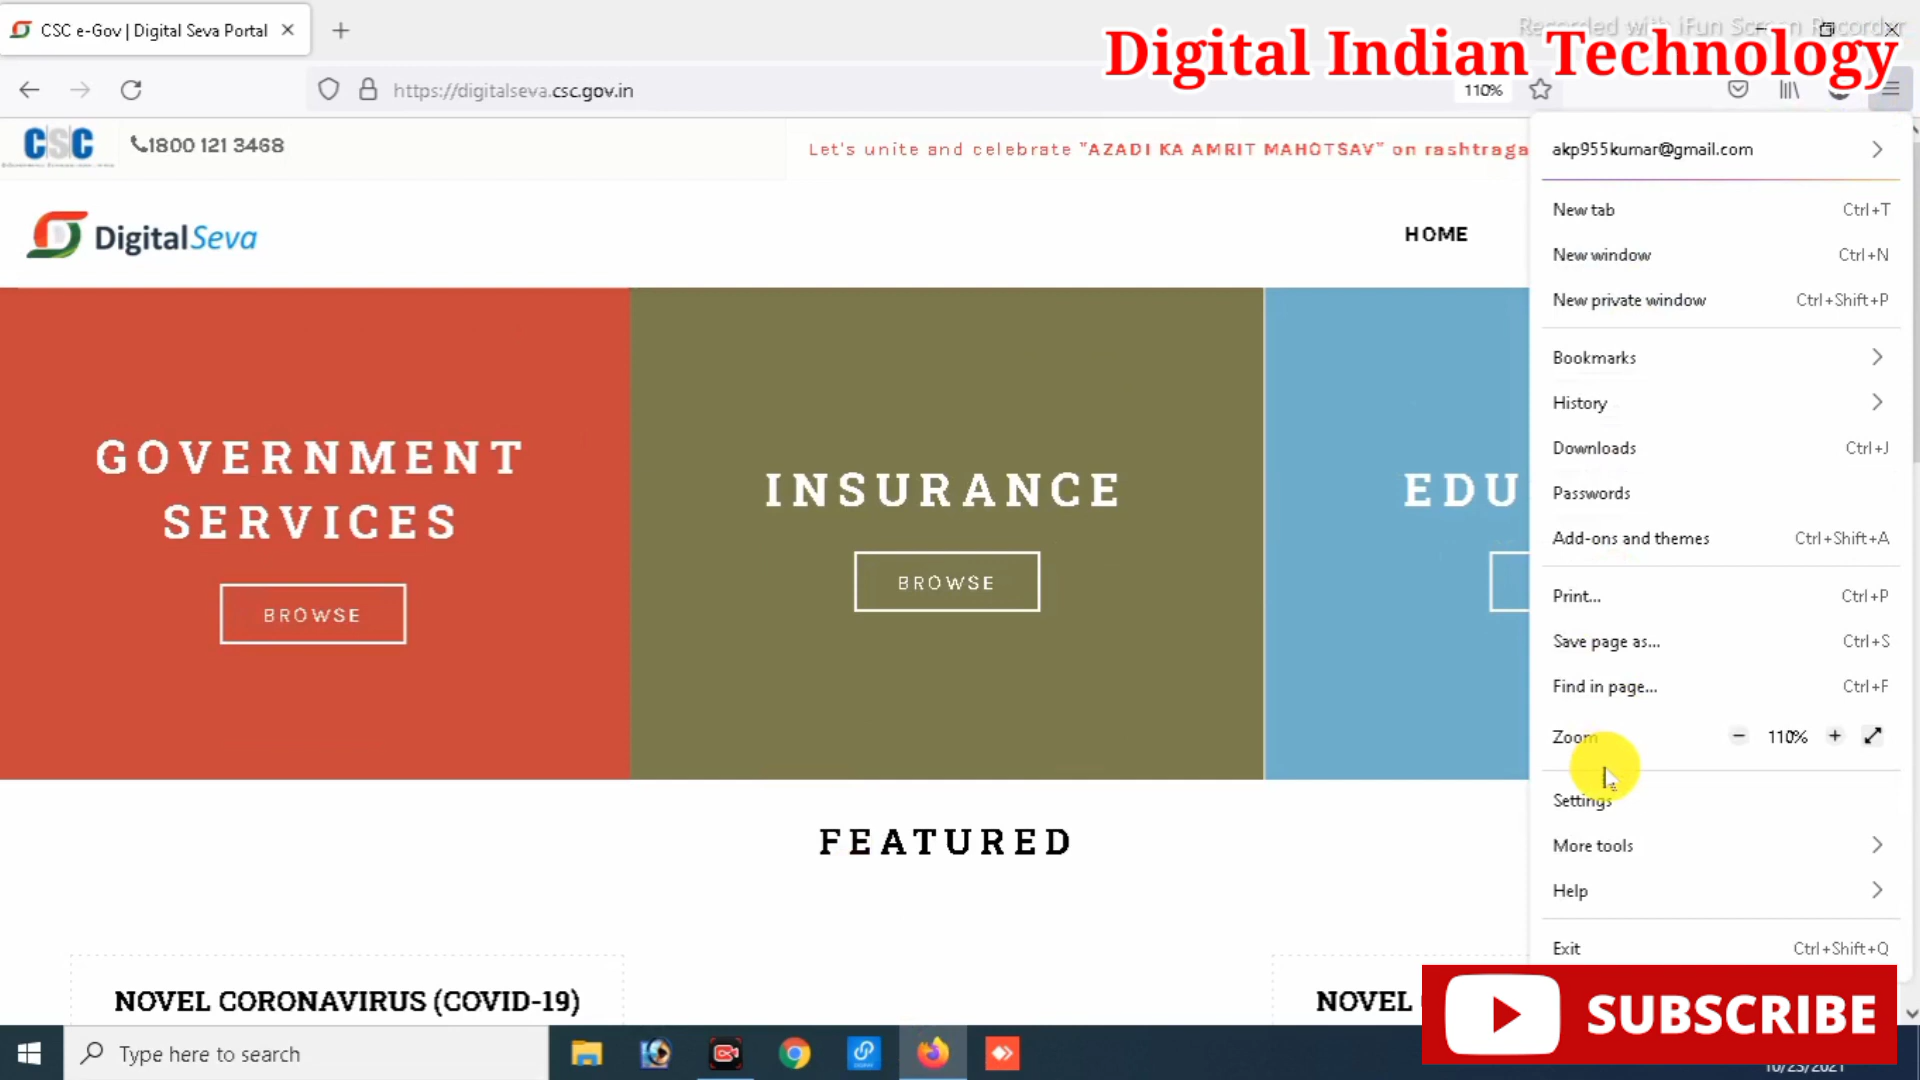 CSC e-Gov | Digital Seva Portal
Recorded with iFun Screen Recorder
Digital Indian Technology
https://digitalseva.csc.gov.in
110%
CSC
1800 121 3468
Let's unite and celebrate "AZADI KA AMRIT MAHOTSAV" on rashtraga
akp955kumar@gmail.com
DigitalSeva
HOME
New tab Ctrl+T
New window Ctrl+N
New private window Ctrl+Shift+P
Bookmarks
History
Downloads Ctrl+J
Passwords
Add-ons and themes Ctrl+Shift+A
Print... Ctrl+P
Save page as... Ctrl+S
Find in page... Ctrl+F
Zoom 110%
Settings
More tools
Help
Exit Ctrl+Shift+Q
GOVERNMENT
SERVICES
BROWSE
INSURANCE
BROWSE
EDU
FEATURED
NOVEL CORONAVIRUS (COVID-19)
NOVEL
SUBSCRIBE
Type here to search
10/23/2021